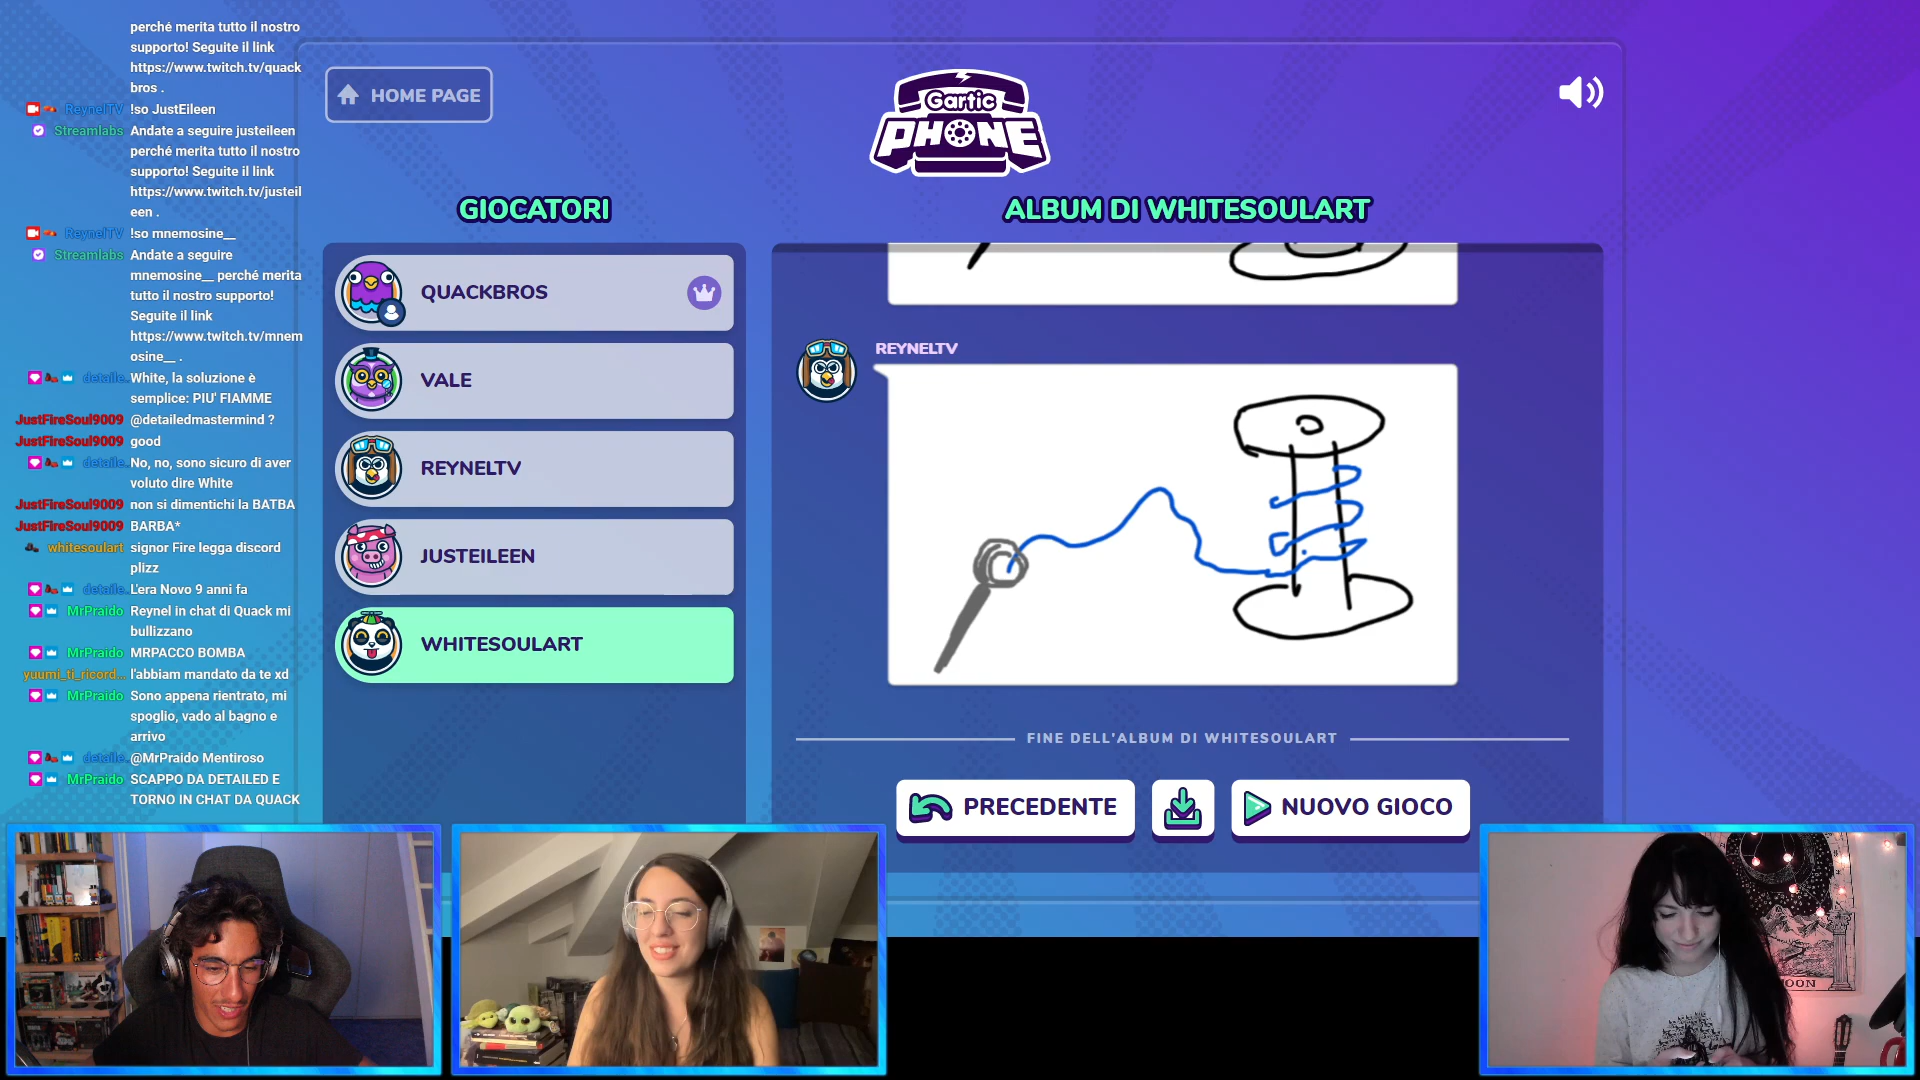 perché merita tutto il nostro
supporto! Seguite il link
https://www.twitch.tv/quack
bros .
ReynelTV !so JustEileen
Streamlabs Andate a seguire justeileen
perché merita tutto il nostro
supporto! Seguite il link
https://www.twitch.tv/justeil
een .
ReynelTV !so mnemosine__
Streamlabs Andate a seguire
mnemosine__ perché merita
tutto il nostro supporto!
Seguite il link
https://www.twitch.tv/mnem
osine__ .
detaile... White, la soluzione è
semplice: PIU' FIAMME
JustFireSoul9009 @detailedmastermind ?
JustFireSoul9009 good
detaile... No, no, sono sicuro di aver
voluto dire White
JustFireSoul9009 non si dimentichi la BATBA
JustFireSoul9009 BARBA*
whitesoulart signor Fire legga discord
plizz
detaile... L'era Novo 9 anni fa
MrPraido Reynel in chat di Quack mi
bullizzano
MrPraido MRPACCO BOMBA
yuumi_ti_ricord... l'abbiam mandato da te xd
MrPraido Sono appena rientrato, mi
spoglio, vado al bagno e
arrivo
detaile... @MrPraido Mentiroso
MrPraido SCAPPO DA DETAILED E
TORNO IN CHAT DA QUACK
HOME PAGE
Gartic
PHONE
GIOCATORI
QUACKBROS
VALE
REYNELTV
JUSTEILEEN
WHITESOULART
ALBUM DI WHITESOULART
REYNELTV
FINE DELL'ALBUM DI WHITESOULART
PRECEDENTE
NUOVO GIOCO
OON